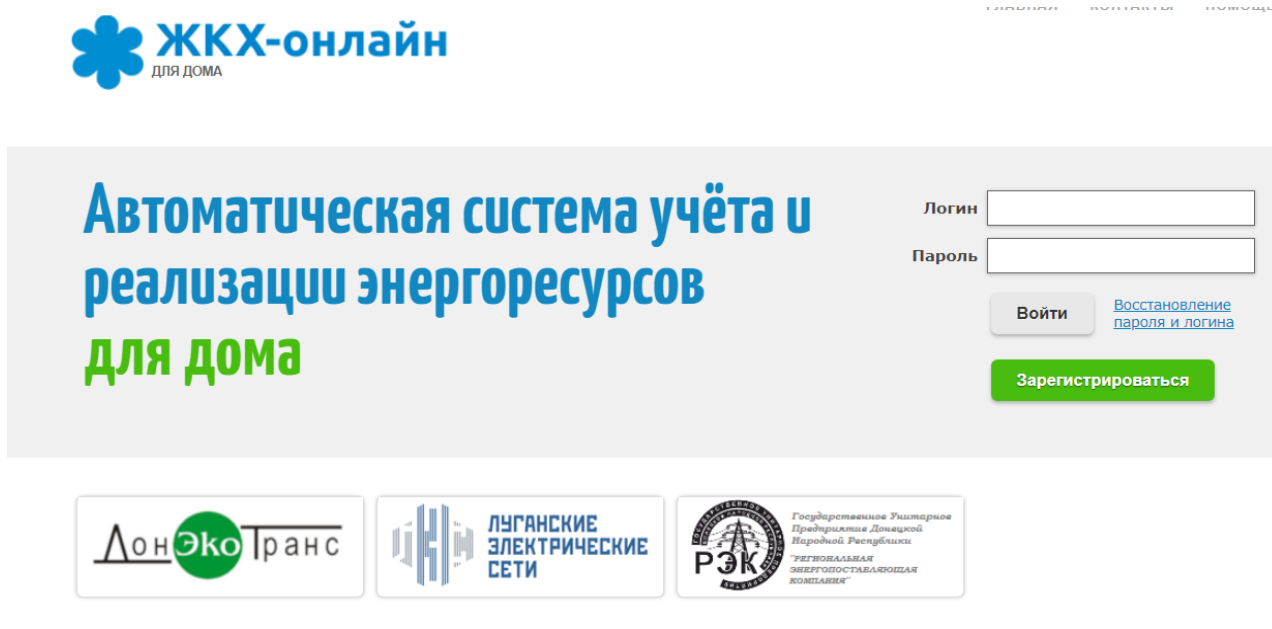 ЖКХ-онлайн
ДЛЯ ДОМА
Автоматическая система учёта и
реализации энергоресурсов
для дома
Логин
Пароль
Войти
Восстановление
пароля и логина
Зарегистрироваться
ДонЭкоТранс
ЛУГАНСКИЕ
ЭЛЕКТРИЧЕСКИЕ
СЕТИ
РЭК
Государственное Унитарное
Предприятие Донецкой
Народной Республики
"РЕГИОНАЛЬНАЯ
ЭНЕРГОПОСТАВЛЯЮЩАЯ
КОМПАНИЯ"